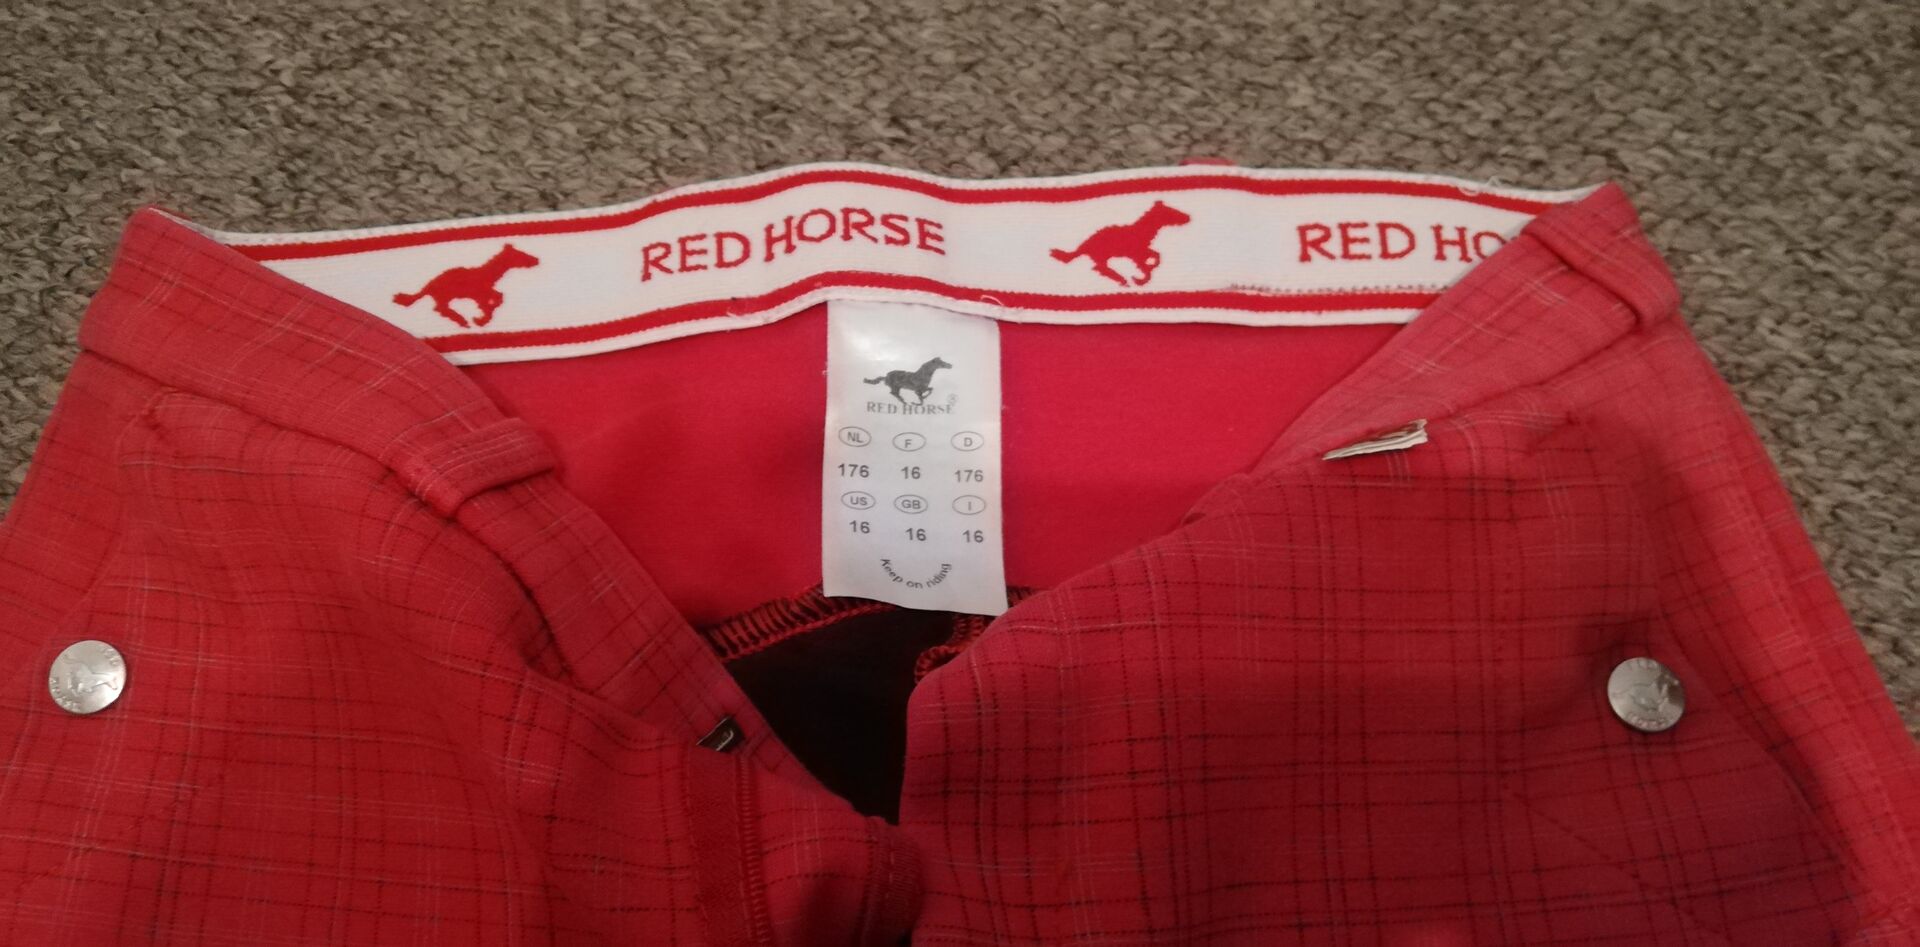 RED HORSE RED HO
RED HORSE®
NL F D
176 16 176
US GB I
16 16 16
Keep on riding